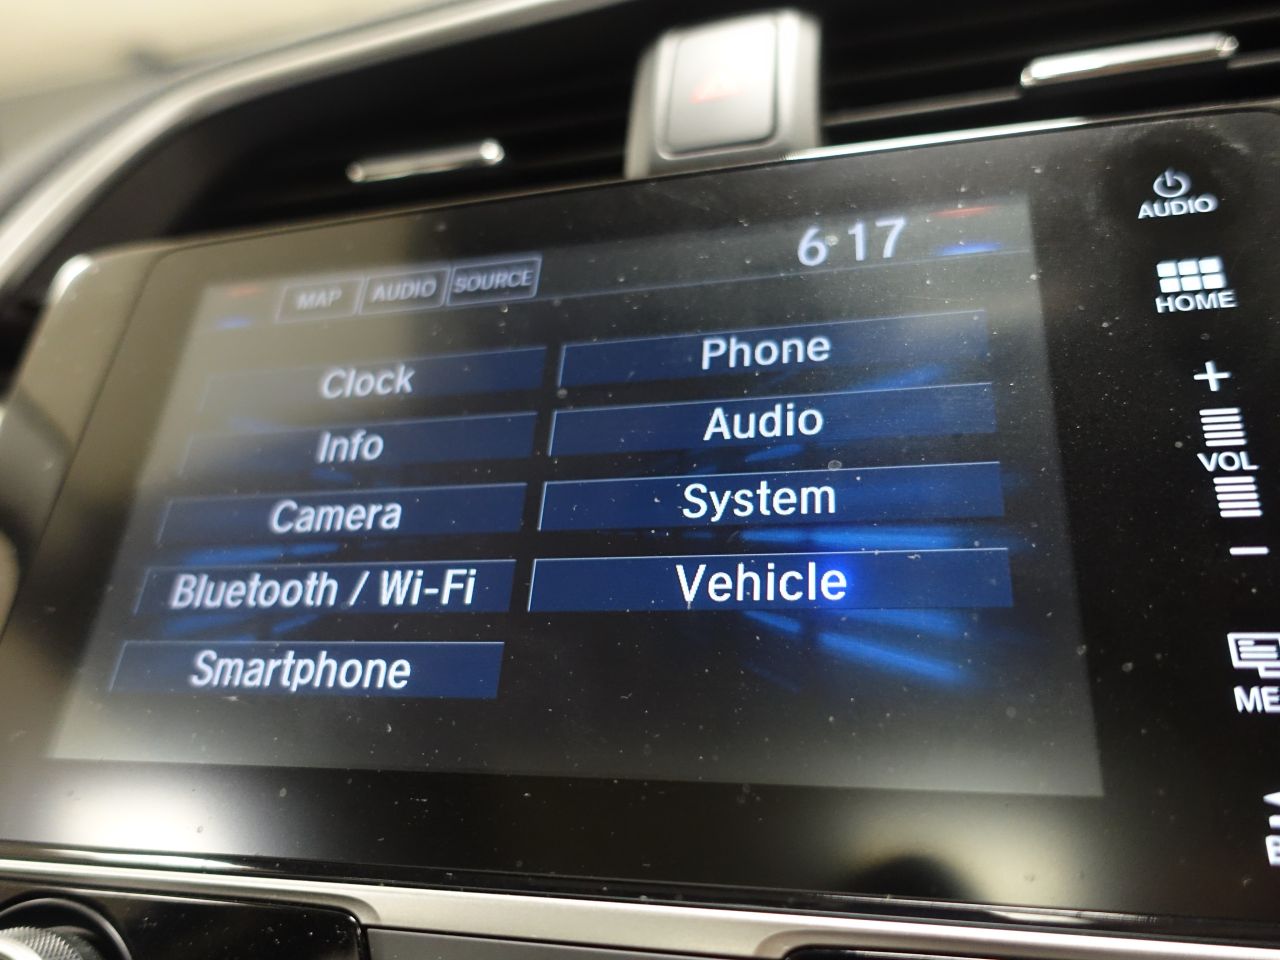 MAP AUDIO SOURCE 6:17
Clock Phone
Info Audio
Camera System
Bluetooth / Wi-Fi Vehicle
Smartphone
AUDIO
HOME
+
VOL
−